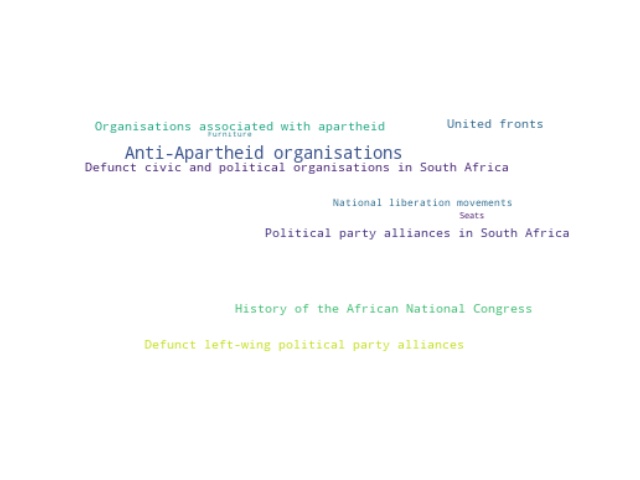 Organisations associated with apartheid
United fronts
Furniture
Anti-Apartheid organisations
Defunct civic and political organisations in South Africa
National liberation movements
Seats
Political party alliances in South Africa
History of the African National Congress
Defunct left-wing political party alliances